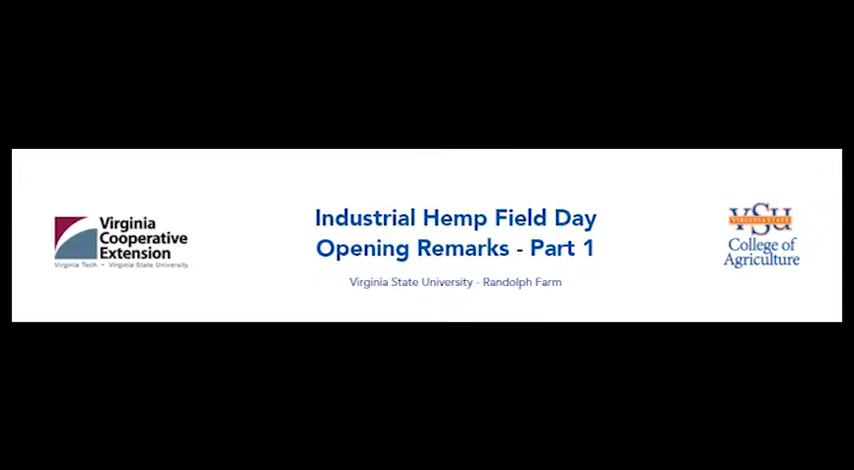 Virginia
Cooperative
Extension
Virginia Tech • Virginia State University
Industrial Hemp Field Day
Opening Remarks - Part 1
Virginia State University - Randolph Farm
VSU
VIRGINIA STATE
College of
Agriculture